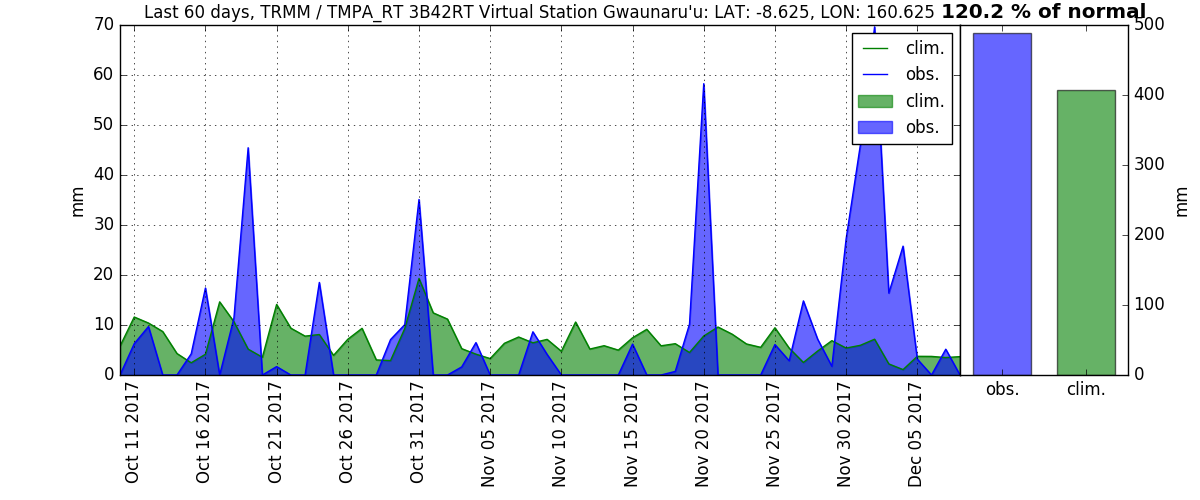 Last 60 days, TRMM / TMPA_RT 3B42RT Virtual Station Gwaunaru'u: LAT: -8.625, LON: 160.625 120.2 % of normal
70
60
50
40
30
20
10
0
mm
clim.
obs.
clim.
obs.
500
400
300
200
100
0
mm
obs.
clim.
Oct 11 2017
Oct 16 2017
Oct 21 2017
Oct 26 2017
Oct 31 2017
Nov 05 2017
Nov 10 2017
Nov 15 2017
Nov 20 2017
Nov 25 2017
Nov 30 2017
Dec 05 2017